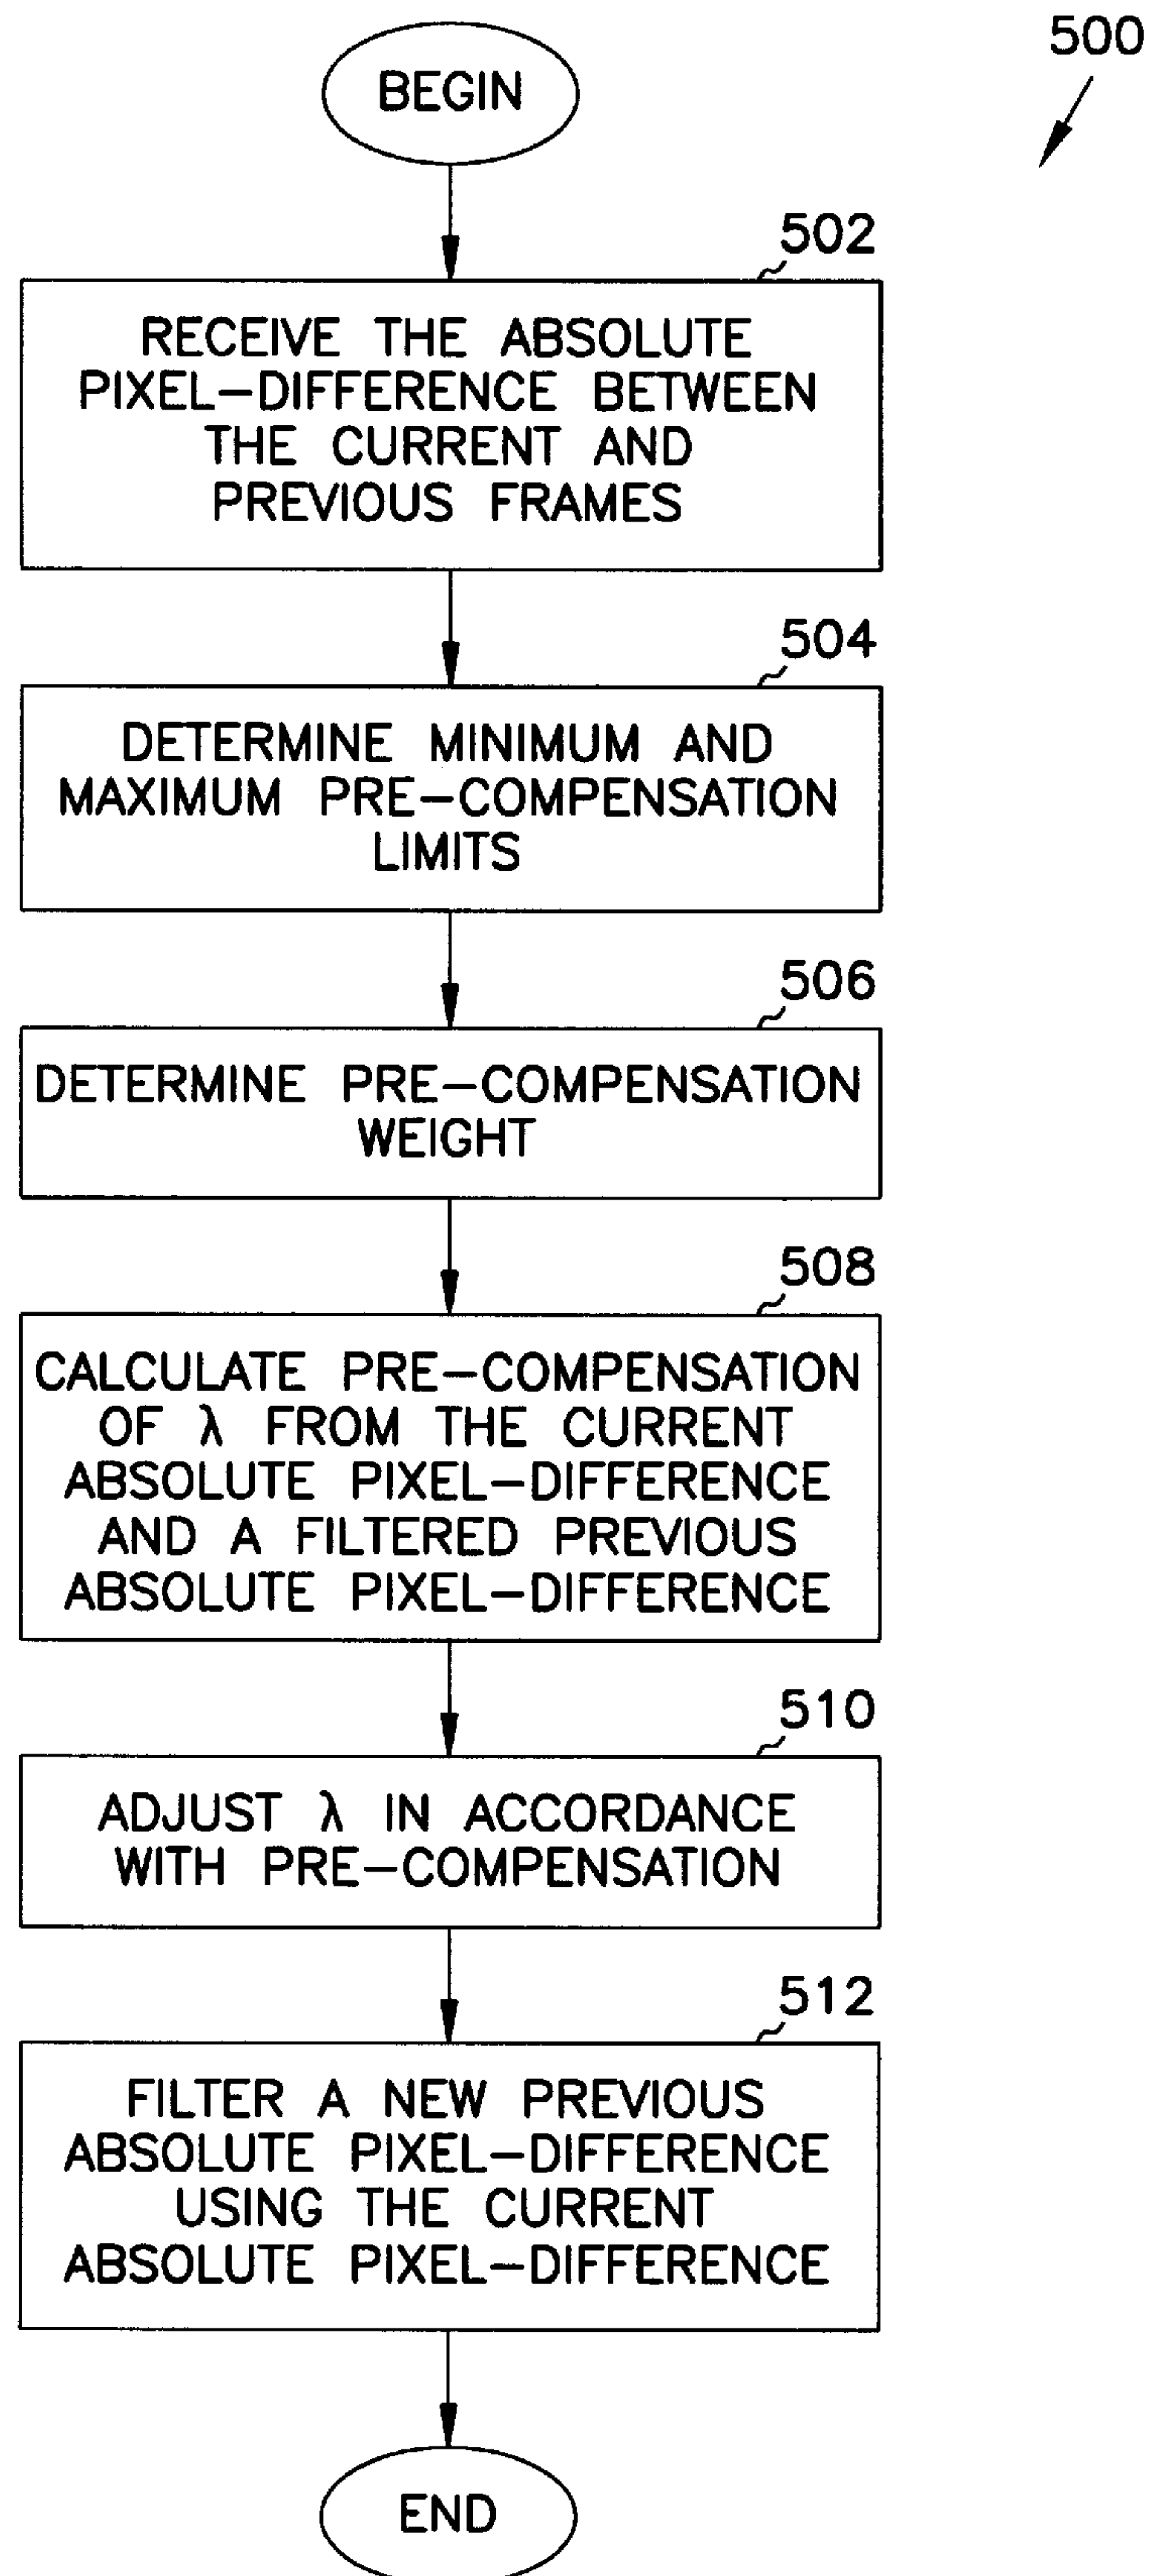 500
BEGIN
502
RECEIVE THE ABSOLUTE
PIXEL-DIFFERENCE BETWEEN
THE CURRENT AND
PREVIOUS FRAMES
504
DETERMINE MINIMUM AND
MAXIMUM PRE-COMPENSATION
LIMITS
506
DETERMINE PRE-COMPENSATION
WEIGHT
508
CALCULATE PRE-COMPENSATION
OF λ FROM THE CURRENT
ABSOLUTE PIXEL-DIFFERENCE
AND A FILTERED PREVIOUS
ABSOLUTE PIXEL-DIFFERENCE
510
ADJUST λ IN ACCORDANCE
WITH PRE-COMPENSATION
512
FILTER A NEW PREVIOUS
ABSOLUTE PIXEL-DIFFERENCE
USING THE CURRENT
ABSOLUTE PIXEL-DIFFERENCE
END